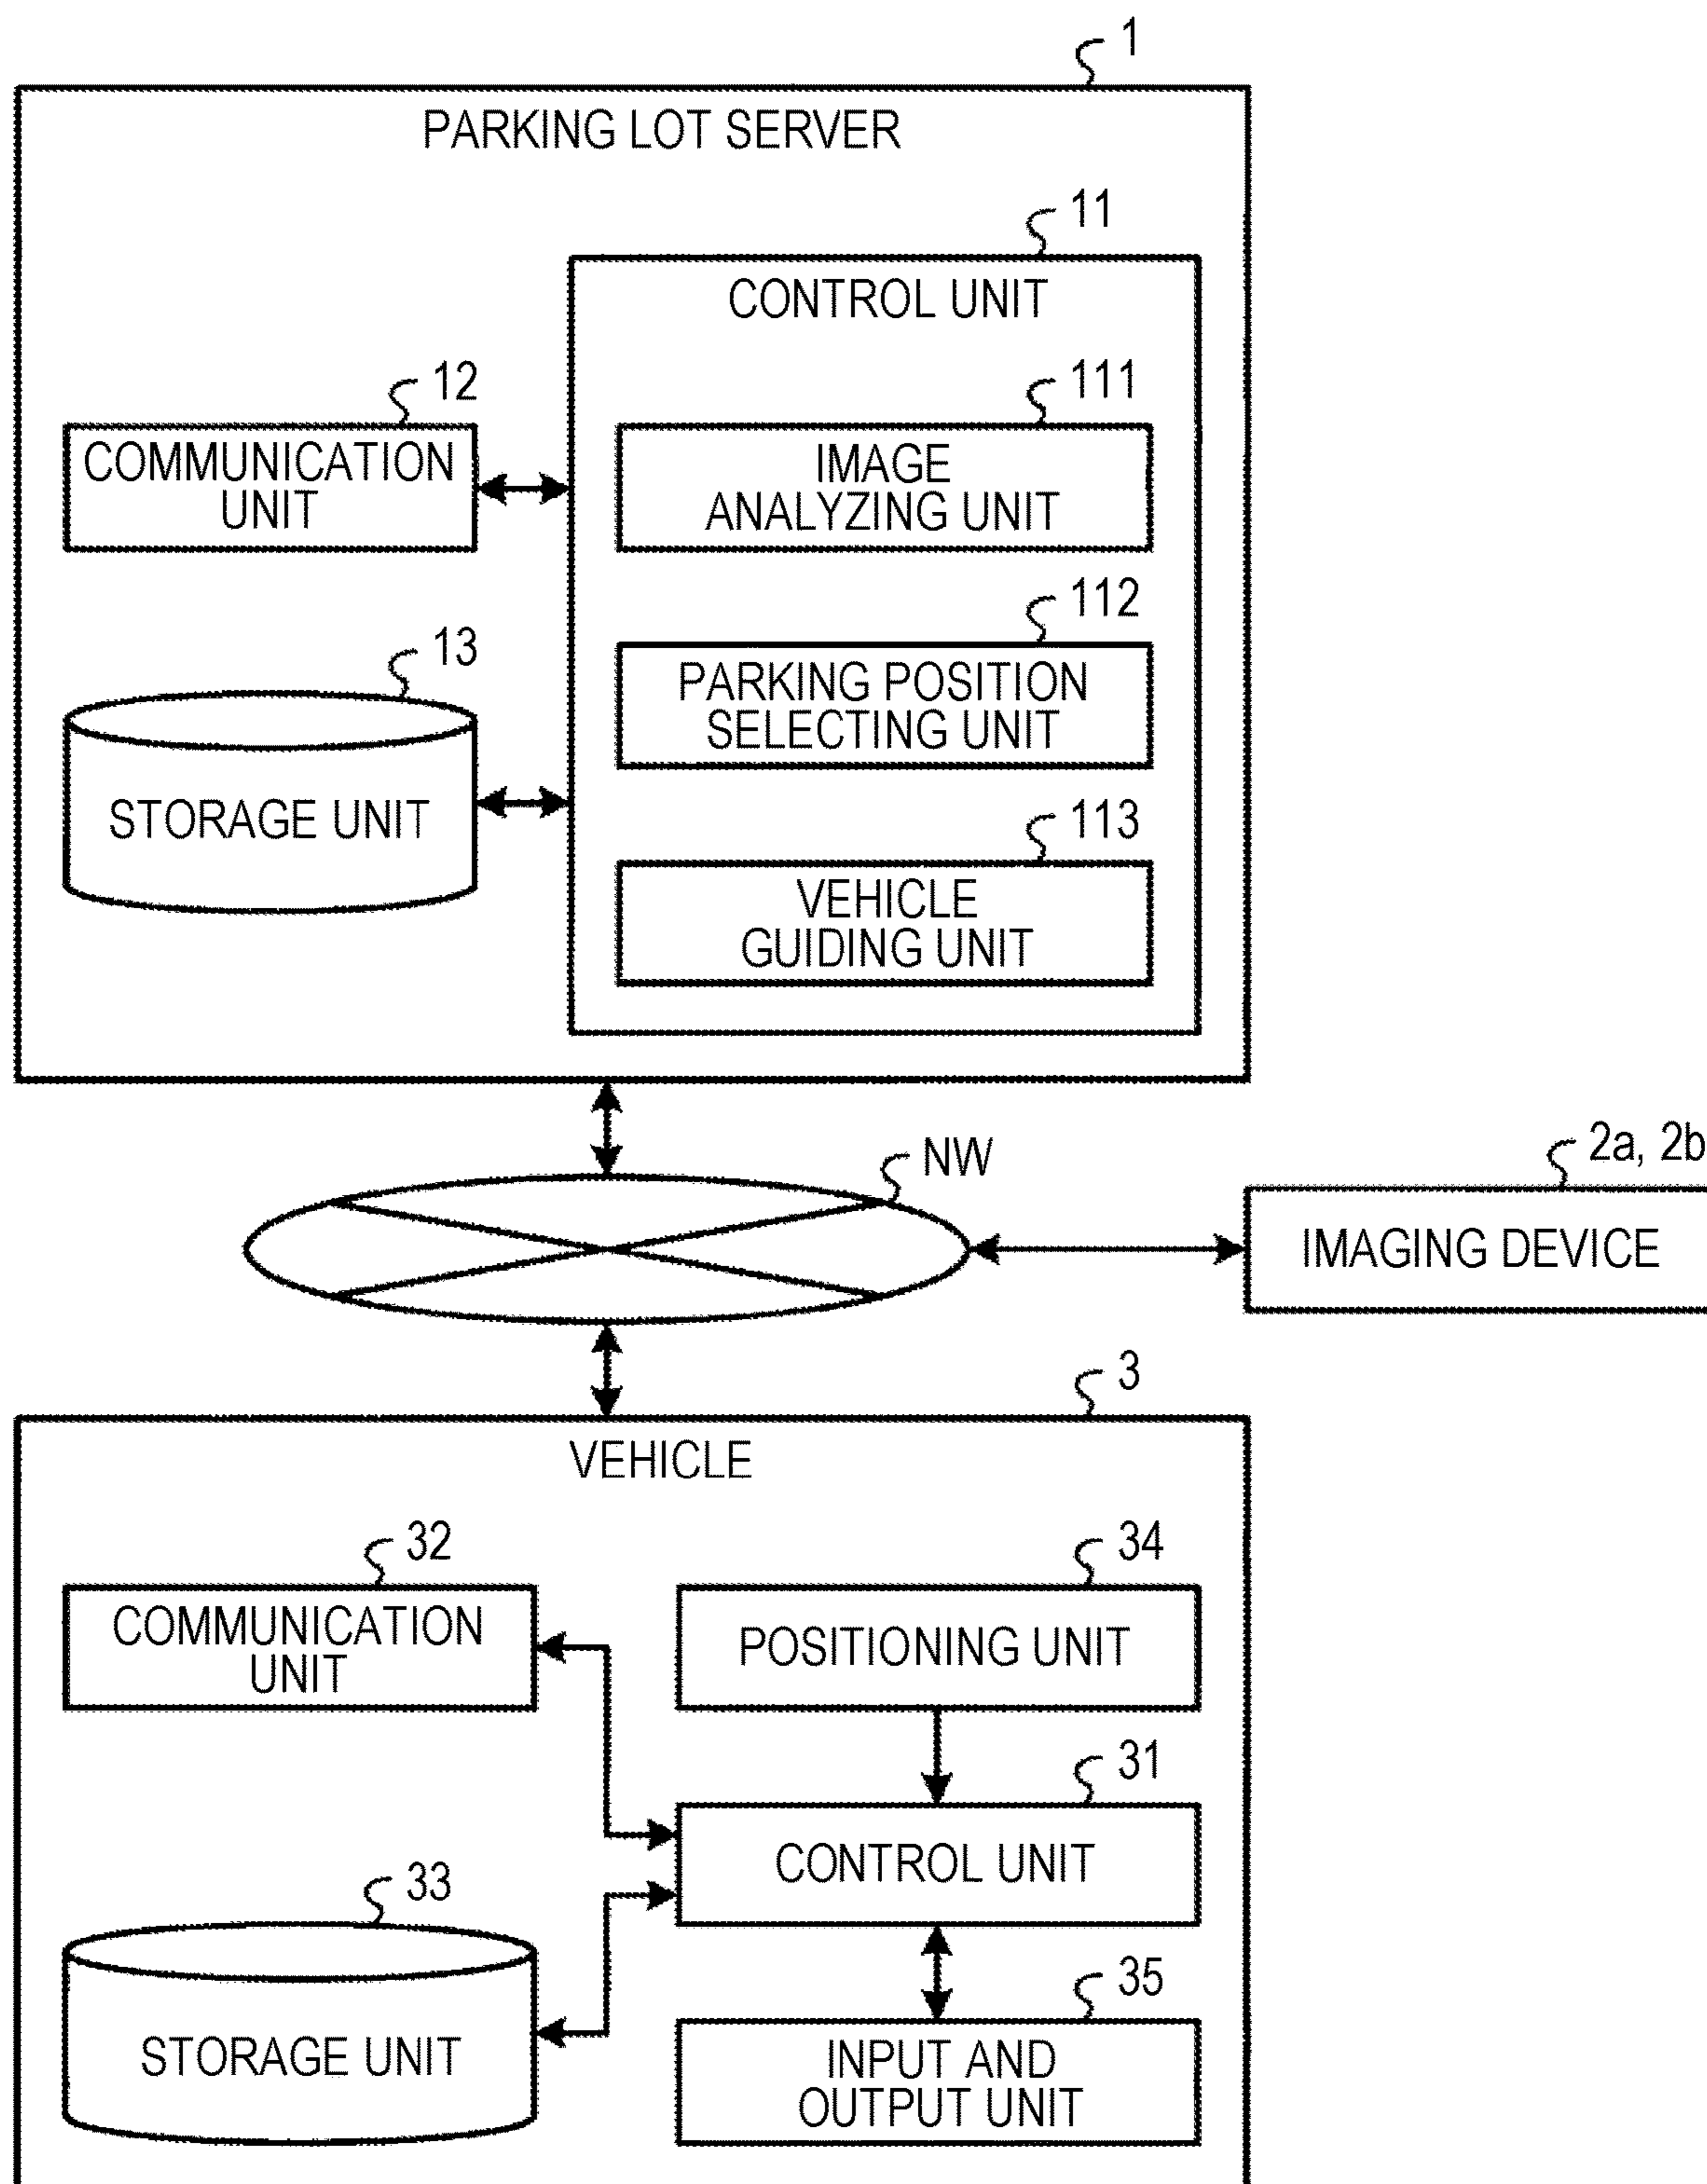 1
PARKING LOT SERVER
11
CONTROL UNIT
12
COMMUNICATION
UNIT
111
IMAGE
ANALYZING UNIT
112
PARKING POSITION
SELECTING UNIT
13
STORAGE UNIT
113
VEHICLE
GUIDING UNIT
NW
2a, 2b
IMAGING DEVICE
3
VEHICLE
32
COMMUNICATION
UNIT
34
POSITIONING UNIT
31
CONTROL UNIT
33
STORAGE UNIT
35
INPUT AND
OUTPUT UNIT